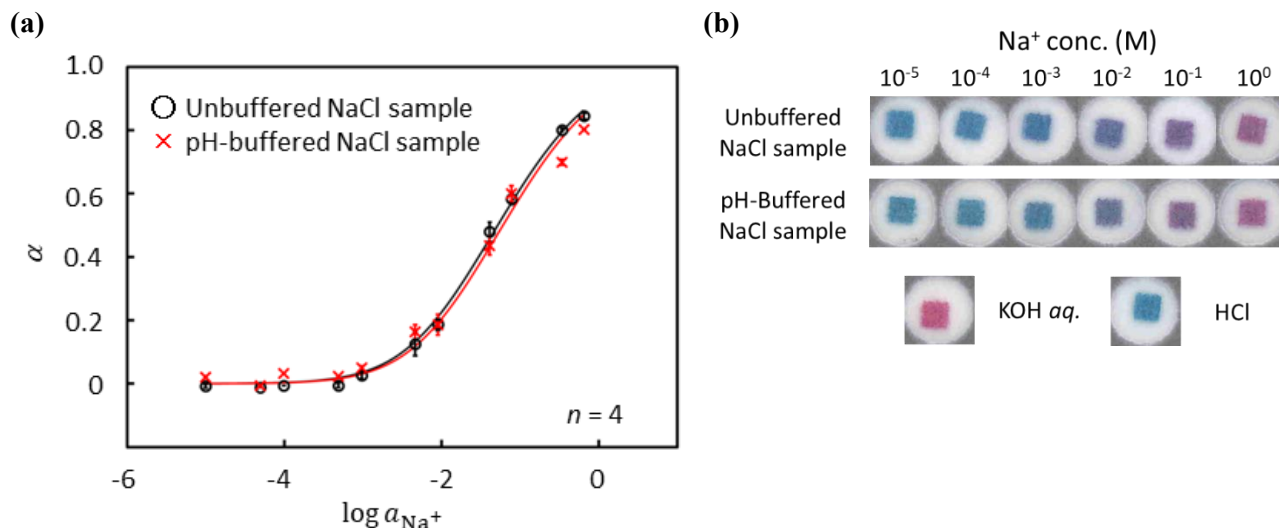 (a)
1.0
0.8
0.6
0.4
0.2
0
α
Unbuffered NaCl sample
pH-buffered NaCl sample
n = 4
-6 -4 -2 0
log a_Na⁺
(b)
Na⁺ conc. (M)
10⁻⁵ 10⁻⁴ 10⁻³ 10⁻² 10⁻¹ 10⁰
Unbuffered
NaCl sample
pH-Buffered
NaCl sample
KOH aq. HCl